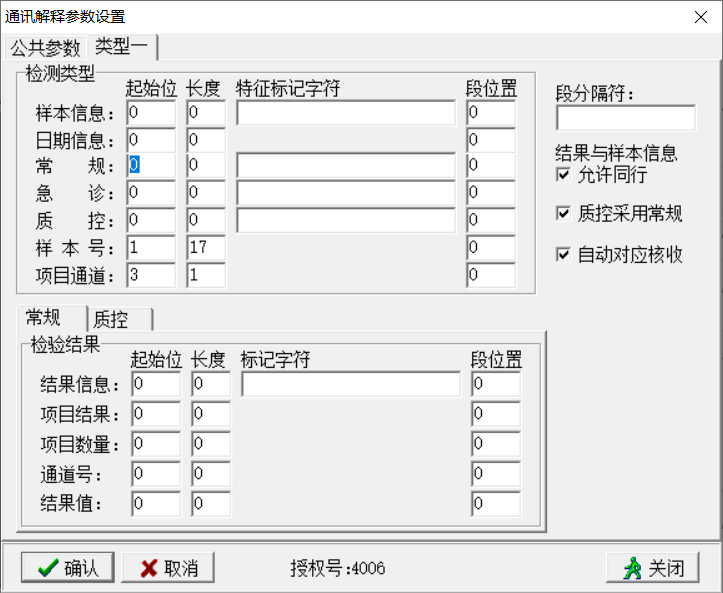 通讯解释参数设置
公共参数 类型一
检测类型
起始位 长度 特征标记字符 段位置
样本信息: 0 0 0
日期信息: 0 0 0
常 规: 0 0 0
急 诊: 0 0 0
质 控: 0 0 0
样 本 号: 1 17 0
项目通道: 3 1 0
段分隔符:
结果与样本信息
允许同行
质控采用常规
自动对应核收
常规 质控
检验结果
起始位 长度 标记字符 段位置
结果信息: 0 0 0
项目结果: 0 0 0
项目数量: 0 0 0
通道号: 0 0 0
结果值: 0 0 0
确认 取消 授权号:4006 关闭